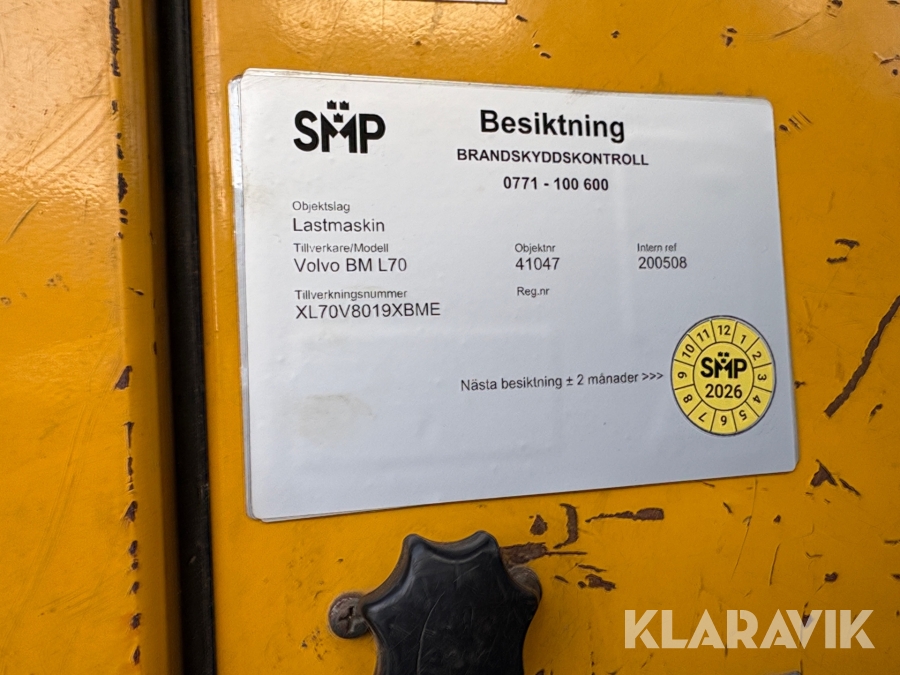 SMP
Besiktning
BRANDSKYDDSKONTROLL
0771 - 100 600
Objektslag
Lastmaskin
Tillverkare/Modell
Volvo BM L70
Objektnr
41047
Intern ref
200508
Tillverkningsnummer
XL70V8019XBME
Reg.nr
Nästa besiktning ± 2 månader >>>
12 1 2 3 4 5 6 7 8 9 10 11
SMP
2026
KLARAVIK